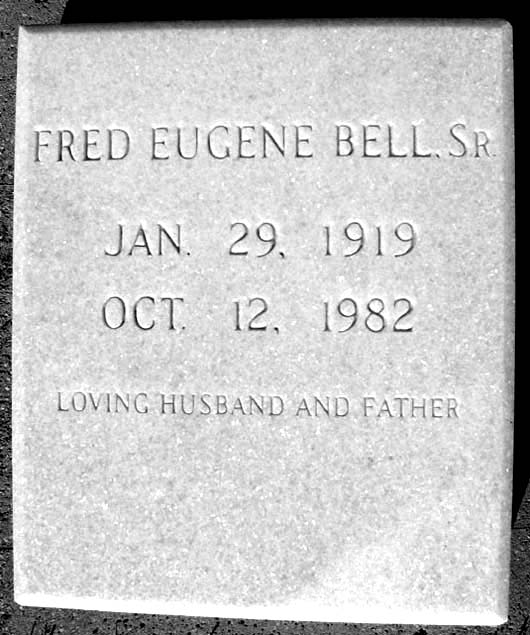 FRED EUGENE BELL, SR.
JAN. 29, 1919
OCT. 12, 1982
LOVING HUSBAND AND FATHER